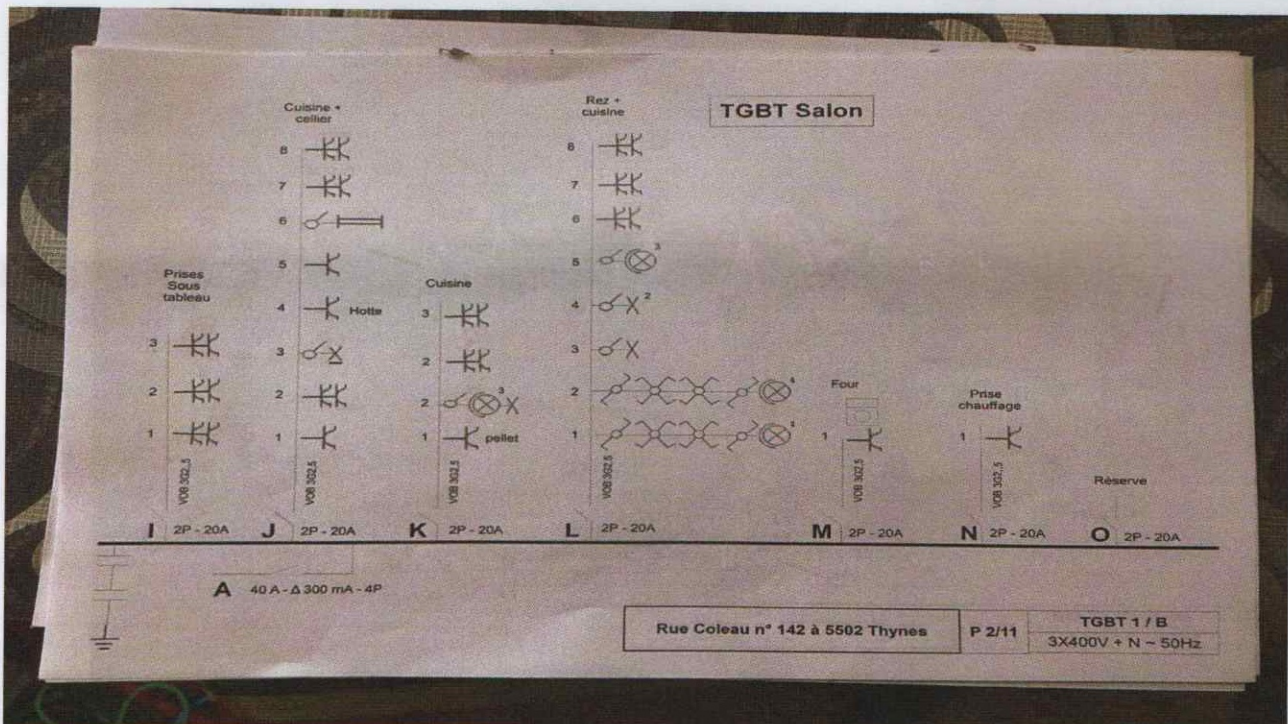 TGBT Salon
Cuisine +
cellier
8
7
6
5
4 Hotte
3
2
1
VOB 3G2,5
Prises
Sous
tableau
3
2
1
VOB 3G2,5
Cuisine
3
2
2 3
1 pellet
VOB 3G2,5
Rez +
cuisine
8
7
6
5 3
4 2
3
2
1
VOB 3G2,5
Four
1
VOB 3G2,5
Prise
chauffage
1
VOB 3G2,5
Réserve
I 2P - 20A J 2P - 20A K 2P - 20A L 2P - 20A M 2P - 20A N 2P - 20A O 2P - 20A
A 40 A - Δ 300 mA - 4P
Rue Coleau n° 142 à 5502 Thynes P 2/11 TGBT 1 / B
3X400V + N ~ 50Hz